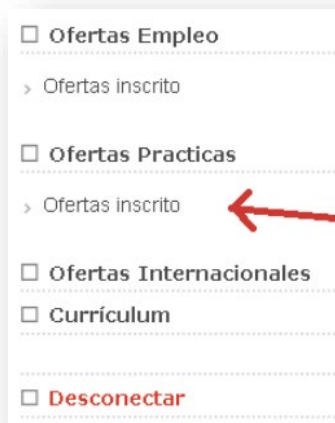 Ofertas Empleo
Ofertas inscrito
Ofertas Practicas
Ofertas inscrito
Ofertas Internacionales
Currículum
Desconectar